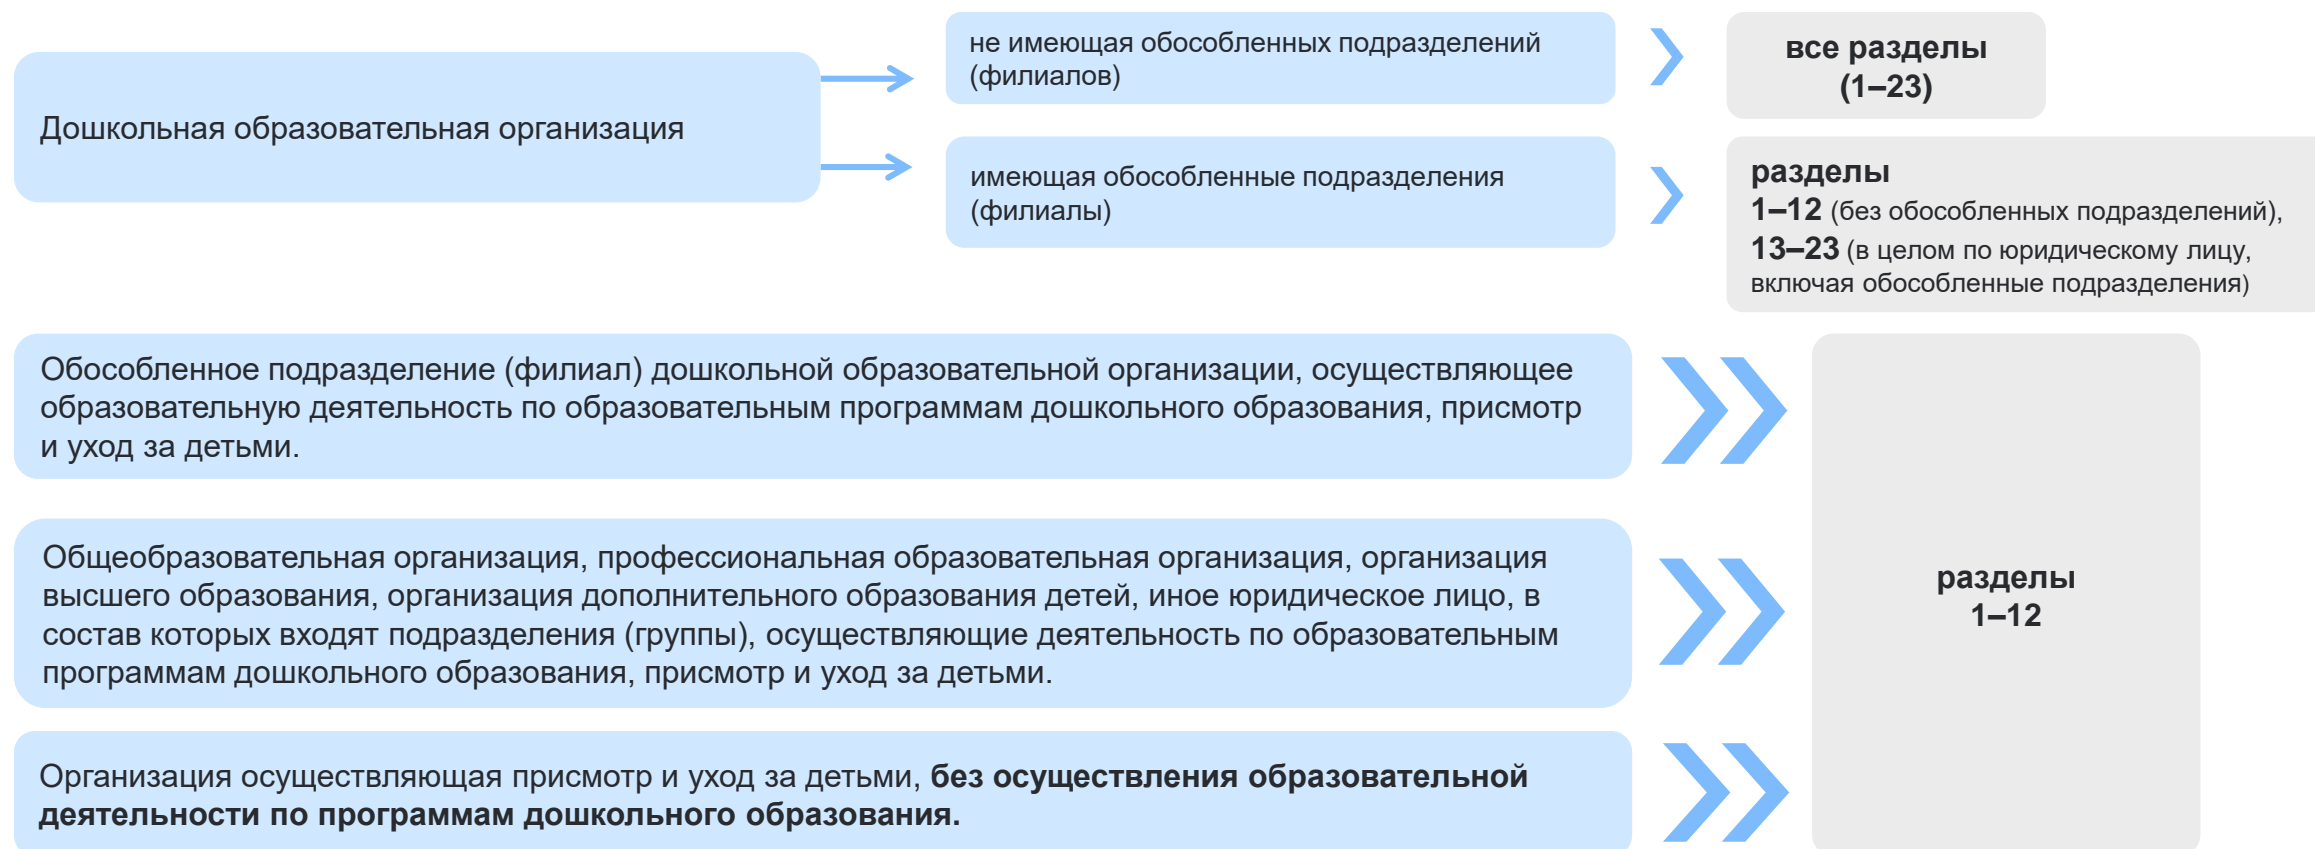 Дошкольная образовательная организация
не имеющая обособленных подразделений
(филиалов)
все разделы
(1–23)
имеющая обособленные подразделения
(филиалы)
разделы
1–12 (без обособленных подразделений),
13–23 (в целом по юридическому лицу,
включая обособленные подразделения)
Обособленное подразделение (филиал) дошкольной образовательной организации, осуществляющее
образовательную деятельность по образовательным программам дошкольного образования, присмотр
и уход за детьми.
Общеобразовательная организация, профессиональная образовательная организация, организация
высшего образования, организация дополнительного образования детей, иное юридическое лицо, в
состав которых входят подразделения (группы), осуществляющие деятельность по образовательным
программам дошкольного образования, присмотр и уход за детьми.
Организация осуществляющая присмотр и уход за детьми, без осуществления образовательной
деятельности по программам дошкольного образования.
разделы
1–12